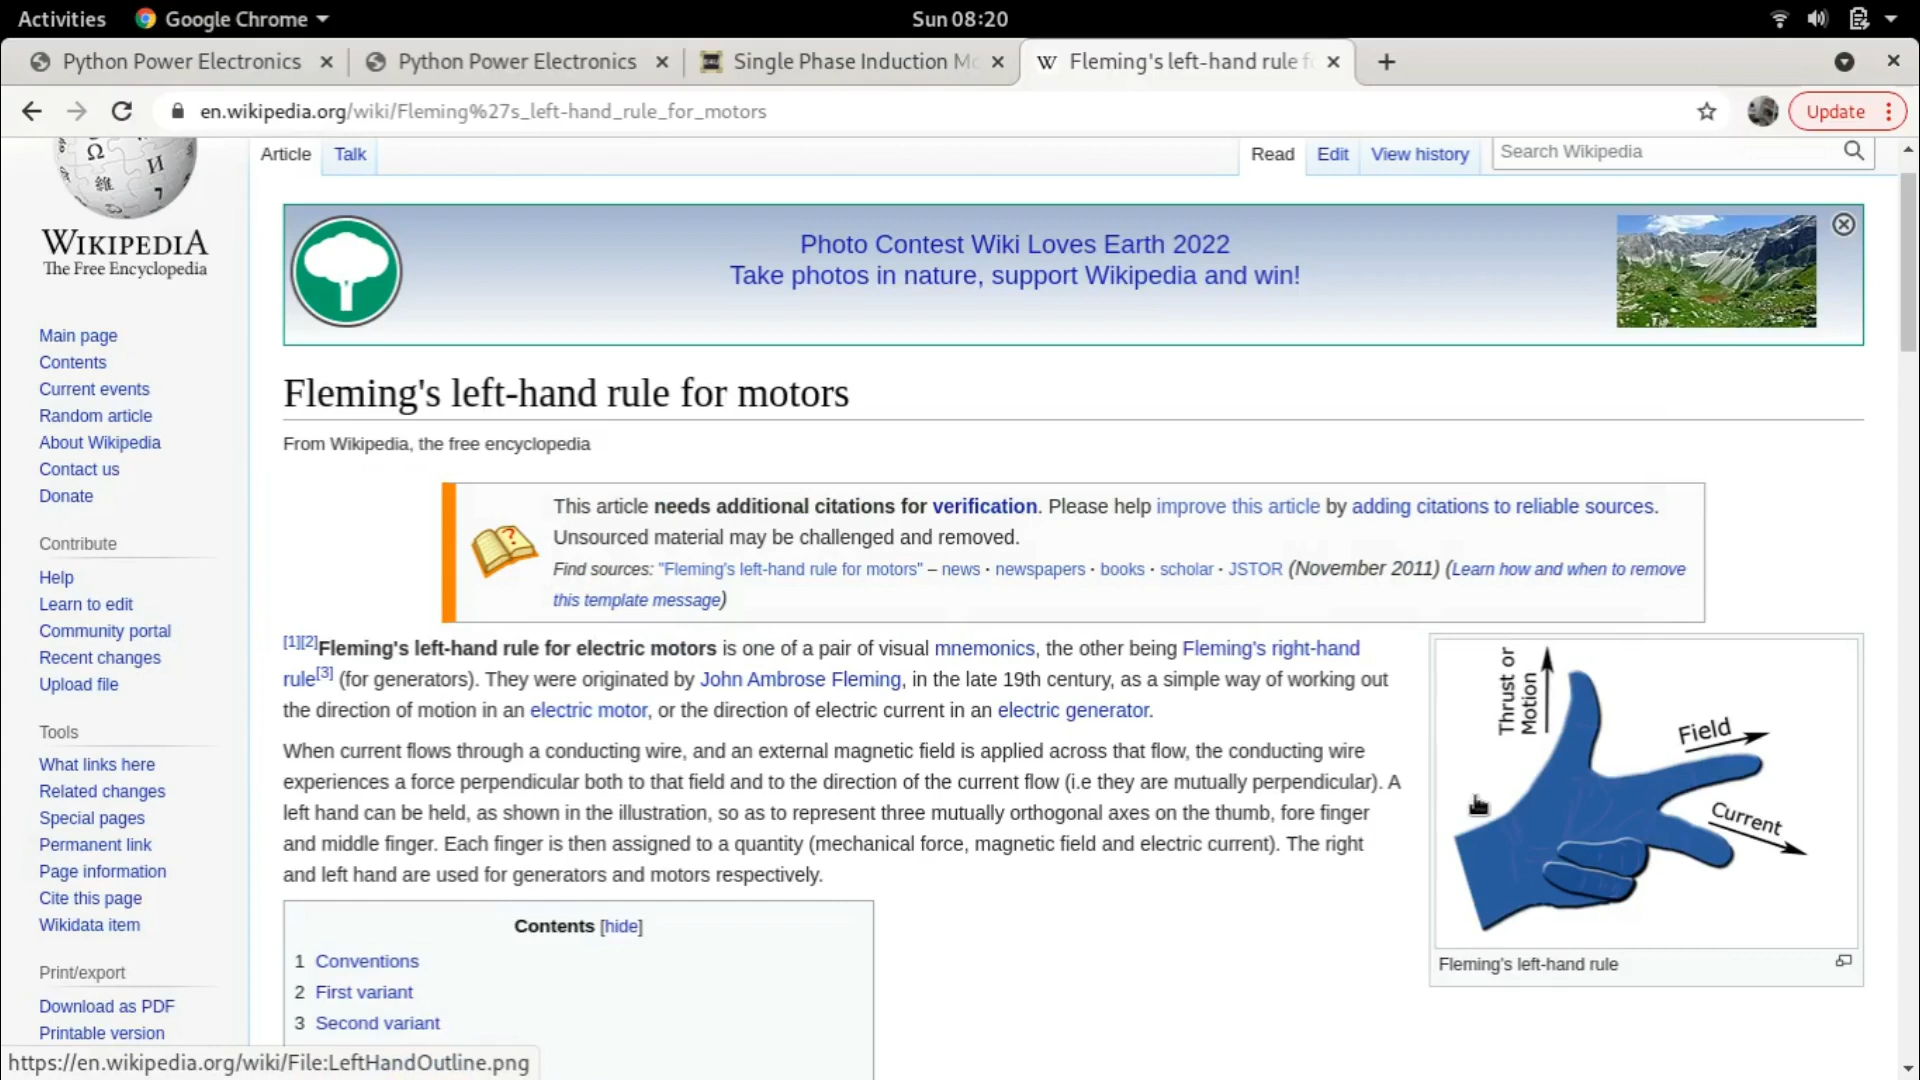 Activities Google Chrome Sun 08:20
Python Power Electronics Python Power Electronics Single Phase Induction Mo Fleming's left-hand rule f
en.wikipedia.org/wiki/Fleming%27s_left-hand_rule_for_motors Update
Ω И 維 7
WIKIPEDIA
The Free Encyclopedia
Main page
Contents
Current events
Random article
About Wikipedia
Contact us
Donate
Contribute
Help
Learn to edit
Community portal
Recent changes
Upload file
Tools
What links here
Related changes
Special pages
Permanent link
Page information
Cite this page
Wikidata item
Print/export
Download as PDF
Printable version
Article Talk Read Edit View history Search Wikipedia
Photo Contest Wiki Loves Earth 2022
Take photos in nature, support Wikipedia and win!
Fleming's left-hand rule for motors
From Wikipedia, the free encyclopedia
This article needs additional citations for verification. Please help improve this article by adding citations to reliable sources.
Unsourced material may be challenged and removed.
Find sources: "Fleming's left-hand rule for motors" – news · newspapers · books · scholar · JSTOR (November 2011) (Learn how and when to remove
this template message)
[1][2]Fleming's left-hand rule for electric motors is one of a pair of visual mnemonics, the other being Fleming's right-hand
rule[3] (for generators). They were originated by John Ambrose Fleming, in the late 19th century, as a simple way of working out
the direction of motion in an electric motor, or the direction of electric current in an electric generator.
When current flows through a conducting wire, and an external magnetic field is applied across that flow, the conducting wire
experiences a force perpendicular both to that field and to the direction of the current flow (i.e they are mutually perpendicular). A
left hand can be held, as shown in the illustration, so as to represent three mutually orthogonal axes on the thumb, fore finger
and middle finger. Each finger is then assigned to a quantity (mechanical force, magnetic field and electric current). The right
and left hand are used for generators and motors respectively.
Thrust or
Motion
Field
Current
Fleming's left-hand rule
Contents [hide]
1 Conventions
2 First variant
3 Second variant
https://en.wikipedia.org/wiki/File:LeftHandOutline.png